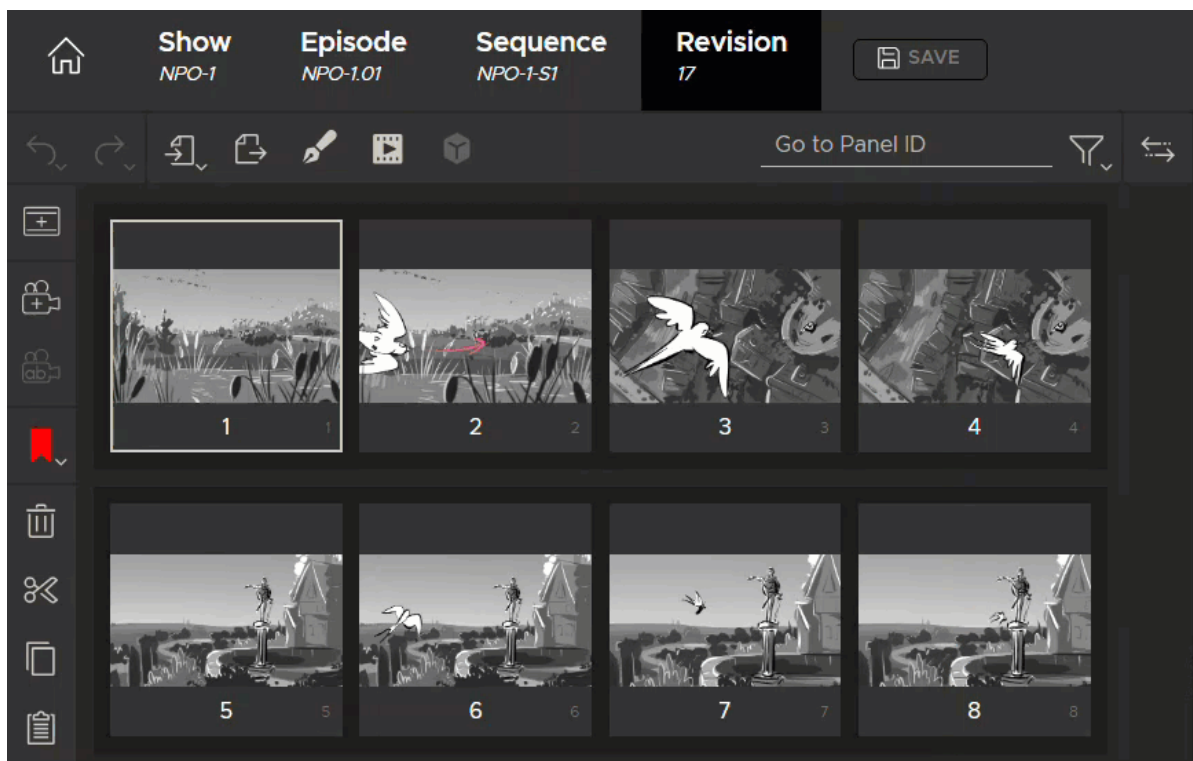 Show Episode Sequence Revision
NPO-1 NPO-1.01 NPO-1-S1 17 SAVE
Go to Panel ID
ab
1 1 2 2 3 3 4 4
5 5 6 6 7 7 8 8